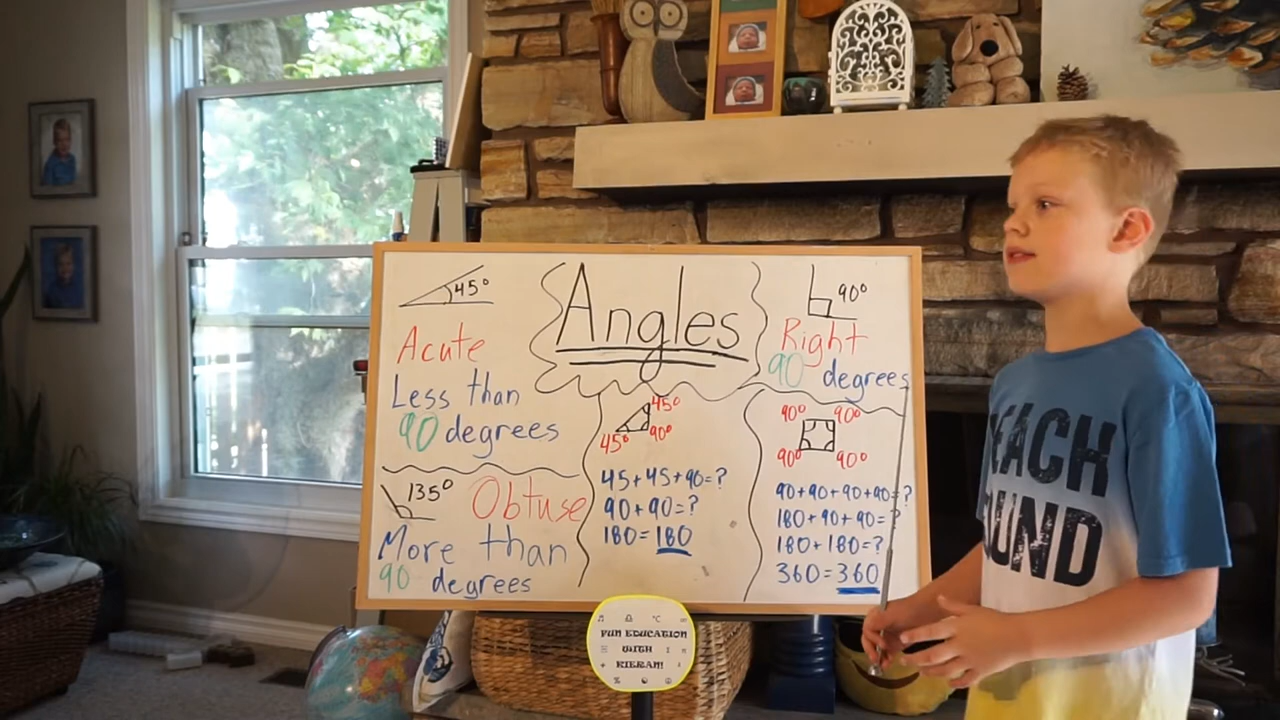 45°
Acute
Less than
90 degrees
Angles
90°
Right
90 degrees
135°
Obtuse
More than
90 degrees
45°
45° 90°
45+45+90=?
90+90=?
180=180
90° 90°
90° 90°
90+90+90+90=?
180+90+90=?
180+180=?
360=360
FUN EDUCATION
WITH
KIERAN!